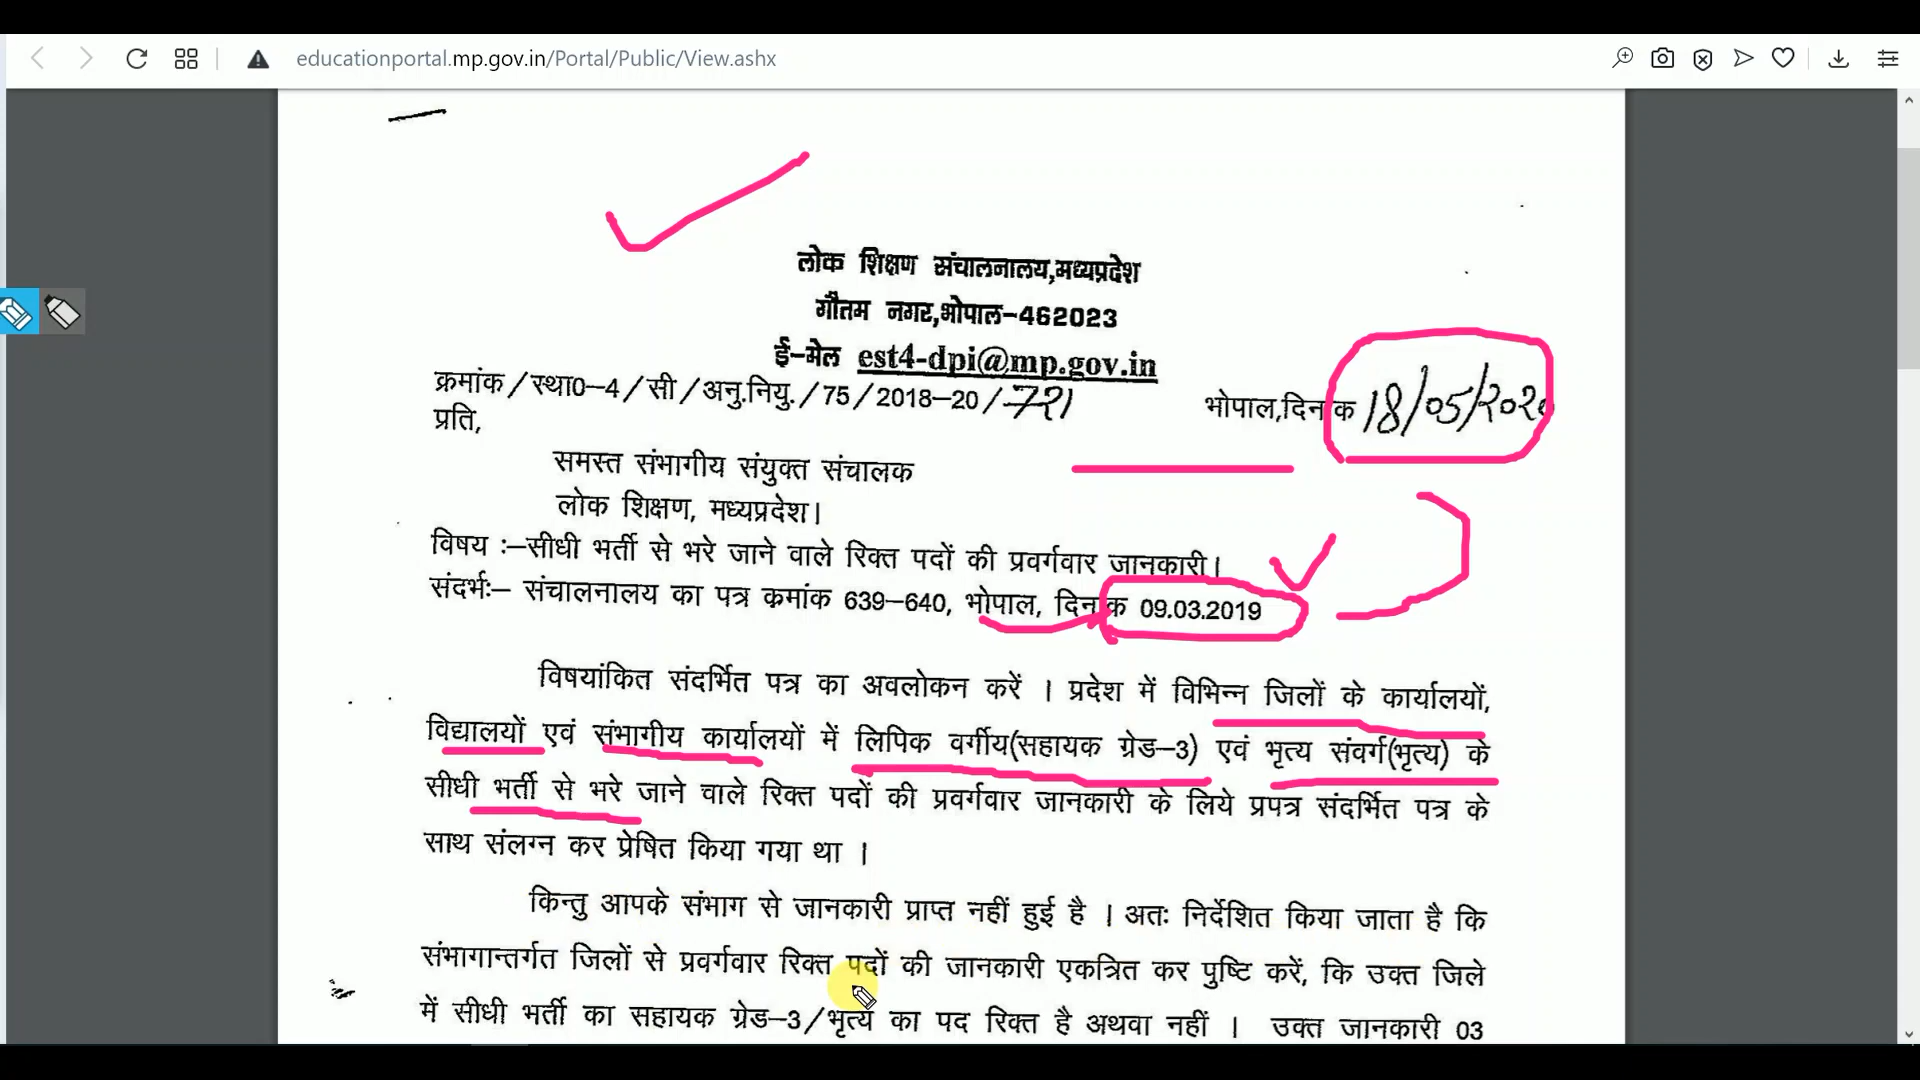 educationportal.mp.gov.in/Portal/Public/View.ashx
लोक शिक्षण संचालनालय,मध्यप्रदेश
गौतम नगर,भोपाल-462023
ई-मेल est4-dpi@mp.gov.in
क्रमांक/स्था0-4/सी/अनु.नियु./75/2018-20/721
भोपाल,दिनांक 18/05/2020
प्रति,
समस्त संभागीय संयुक्त संचालक
लोक शिक्षण, मध्यप्रदेश।
विषय :-सीधी भर्ती से भरे जाने वाले रिक्त पदों की प्रवर्गवार जानकारी।
संदर्भः- संचालनालय का पत्र क्रमांक 639-640, भोपाल, दिनांक 09.03.2019
विषयांकित संदर्भित पत्र का अवलोकन करें । प्रदेश में विभिन्न जिलों के कार्यालयों,
विद्यालयों एवं संभागीय कार्यालयों में लिपिक वर्गीय(सहायक ग्रेड-3) एवं भृत्य संवर्ग(भृत्य) के
सीधी भर्ती से भरे जाने वाले रिक्त पदों की प्रवर्गवार जानकारी के लिये प्रपत्र संदर्भित पत्र के
साथ संलग्न कर प्रेषित किया गया था ।
किन्तु आपके संभाग से जानकारी प्राप्त नहीं हुई है । अतः निर्देशित किया जाता है कि
संभागान्तर्गत जिलों से प्रवर्गवार रिक्त पदों की जानकारी एकत्रित कर पुष्टि करें, कि उक्त जिले
में सीधी भर्ती का सहायक ग्रेड-3/भृत्य का पद रिक्त है अथवा नहीं । उक्त जानकारी 03